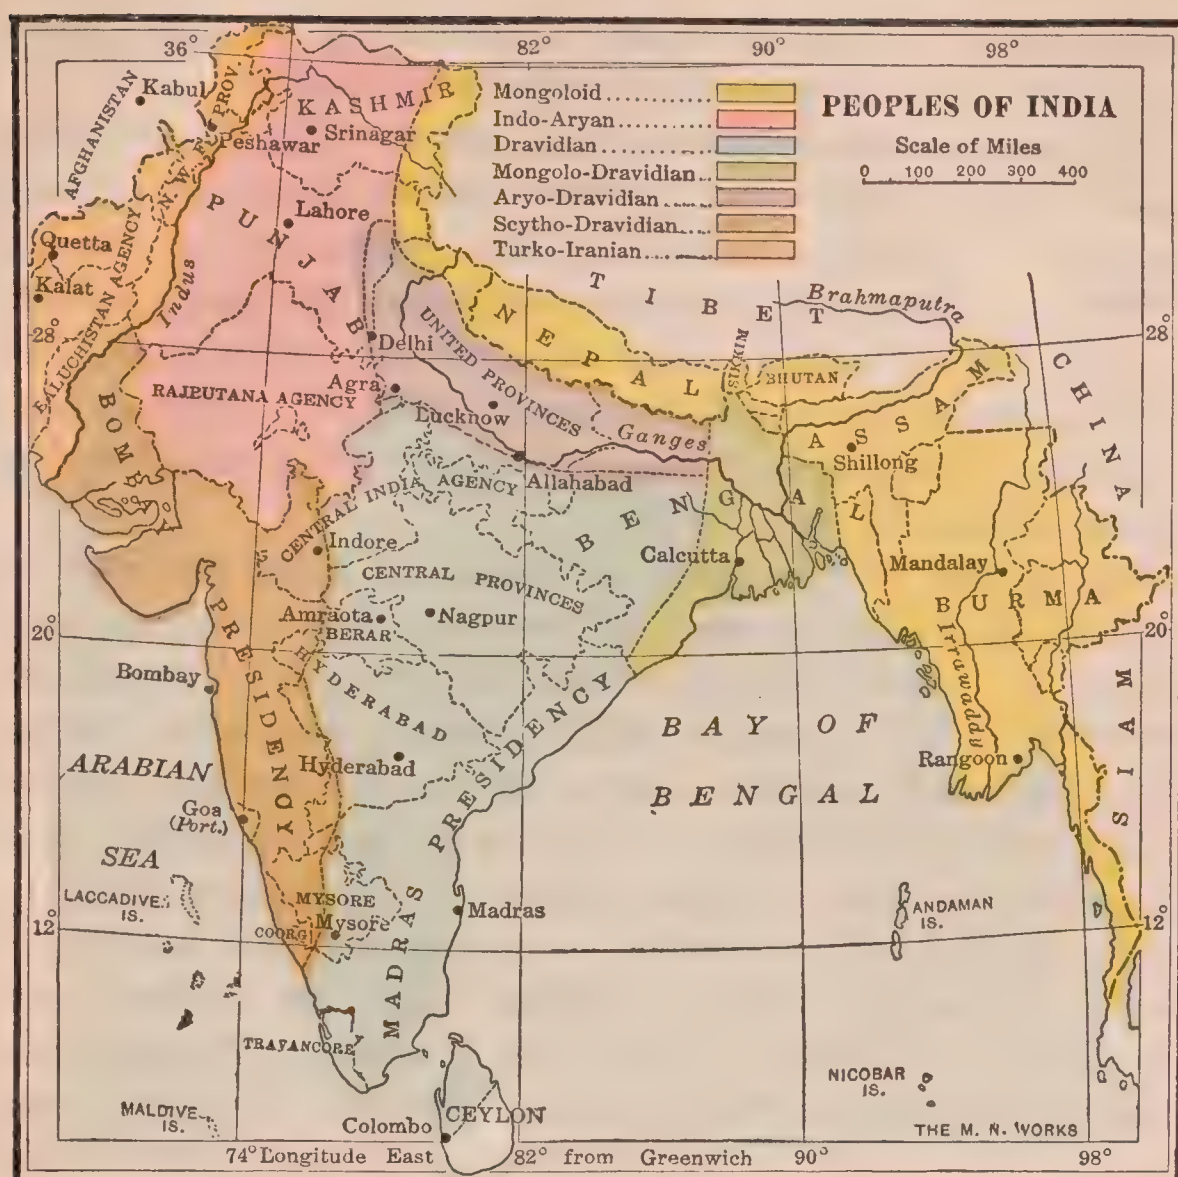 36° 82° 90° 98°
PEOPLES OF INDIA
Scale of Miles
0 100 200 300 400
Mongoloid
Indo-Aryan
Dravidian
Mongolo-Dravidian
Aryo-Dravidian
Scytho-Dravidian
Turko-Iranian
AFGHANISTAN
Kabul
N. W. F. PROV.
KASHMIR
Srinagar
Peshawar
PUNJAB
Lahore
Quetta
Kalat
BALUCHISTAN AGENCY
Indus
TIBET
Brahmaputra
28°
28°
Delhi
NEPAL
SIKKIM
BHUTAN
UNITED PROVINCES
Agra
RAJPUTANA AGENCY
Lucknow
Ganges
ASSAM
Shillong
CHINA
BOMBAY
Allahabad
CENTRAL INDIA AGENCY
BENGAL
Indore
Calcutta
Mandalay
CENTRAL PROVINCES
BURMA
Amraota
BERAR
Nagpur
20°
20°
PRESIDENCY
HYDERABAD
Irrawaddy
SIAM
Bombay
BAY OF
BENGAL
ARABIAN
SEA
Hyderabad
Rangoon
Goa
(Port.)
MADRAS PRESIDENCY
LACCADIVE
IS.
MYSORE
Mysore
COORG
Madras
ANDAMAN
IS.
12°
12°
TRAVANCORE
NICOBAR
IS.
MALDIVE
IS.
Colombo
CEYLON
THE M. N. WORKS
74° Longitude East 82° from Greenwich 90° 98°